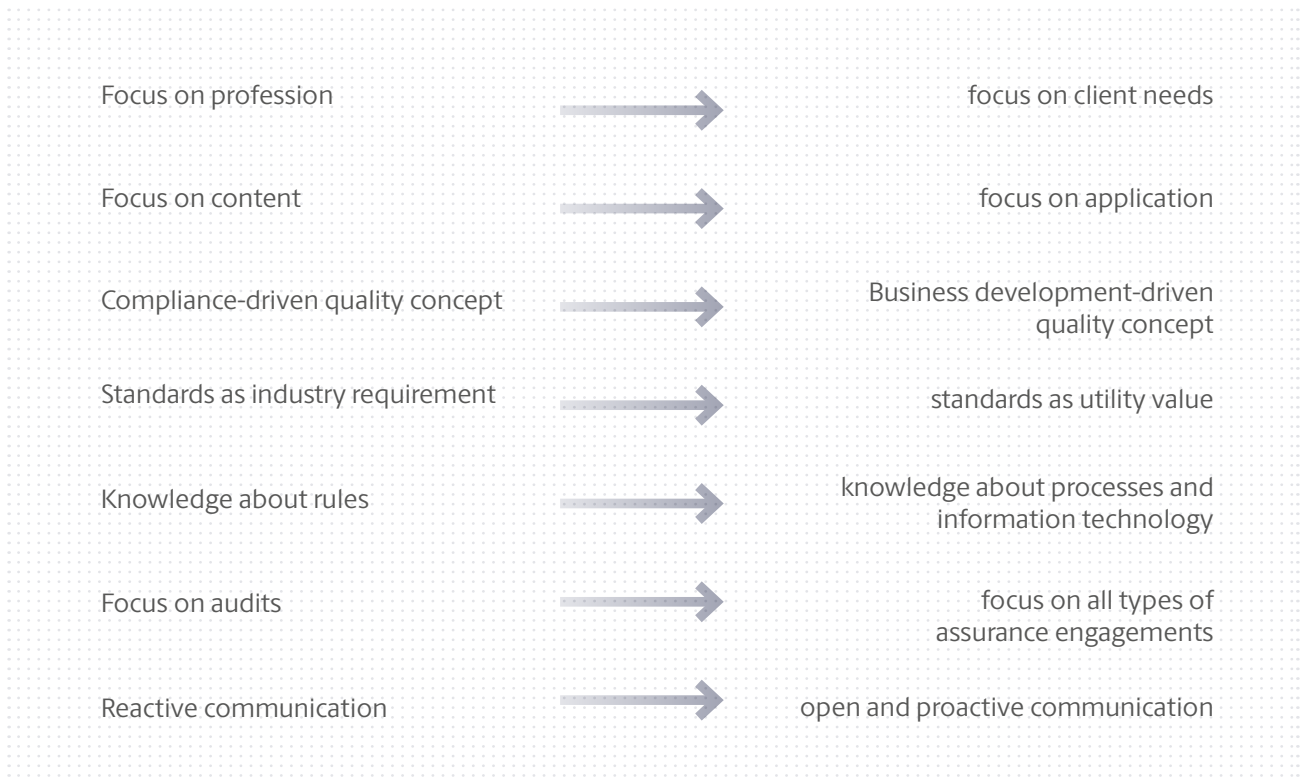 Focus on profession
focus on client needs
Focus on content
focus on application
Compliance-driven quality concept
Business development-driven
quality concept
Standards as industry requirement
standards as utility value
Knowledge about rules
knowledge about processes and
information technology
Focus on audits
focus on all types of
assurance engagements
Reactive communication
open and proactive communication